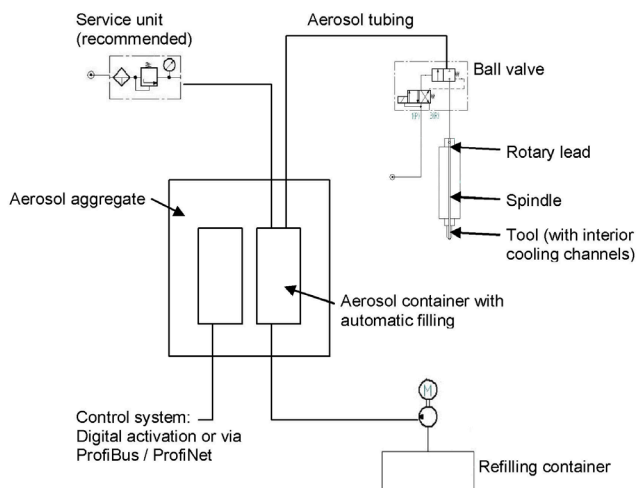 Service unit
(recommended)
Aerosol tubing
Ball valve
Rotary lead
Spindle
Tool (with interior
cooling channels)
Aerosol aggregate
Aerosol container with
automatic filling
M
Control system:
Digital activation or via
ProfiBus / ProfiNet
Refilling container